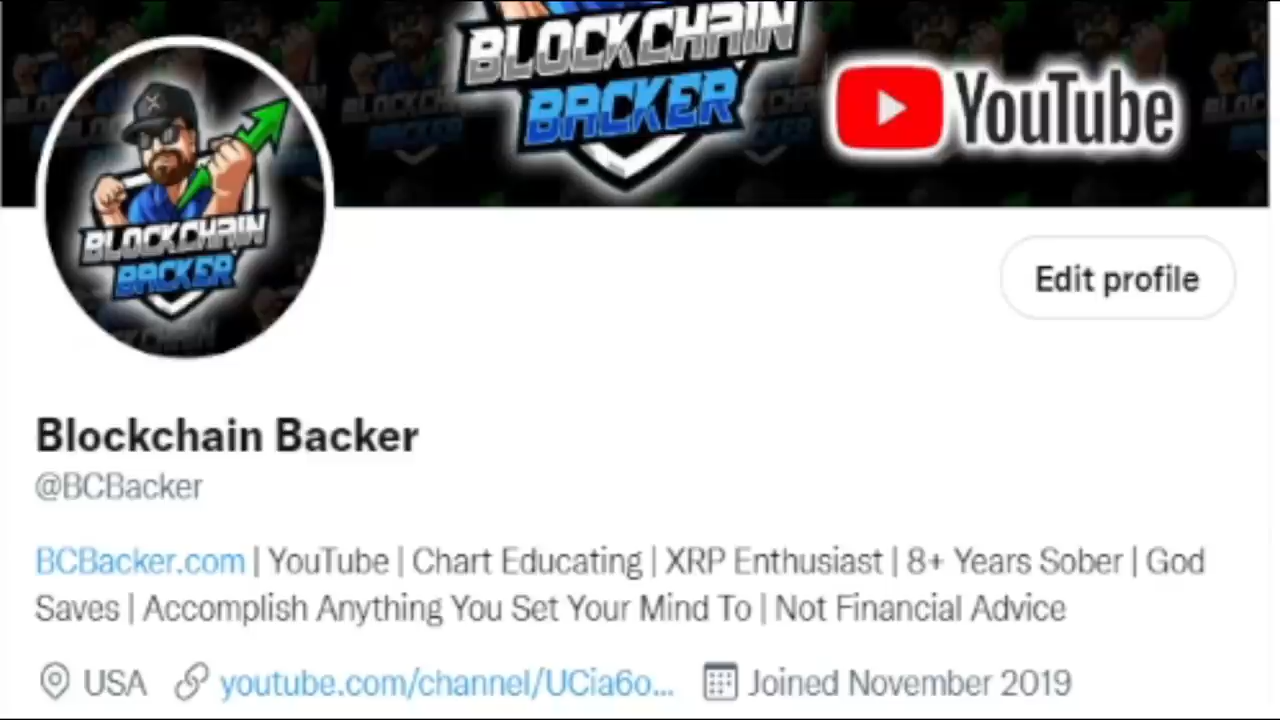 BLOCKCHAIN
BACKER
YouTube
BLOCKCHAIN
BACKER
Edit profile
Blockchain Backer
@BCBacker
BCBacker.com | YouTube | Chart Educating | XRP Enthusiast | 8+ Years Sober | God
Saves | Accomplish Anything You Set Your Mind To | Not Financial Advice
USA youtube.com/channel/UCia6o... Joined November 2019